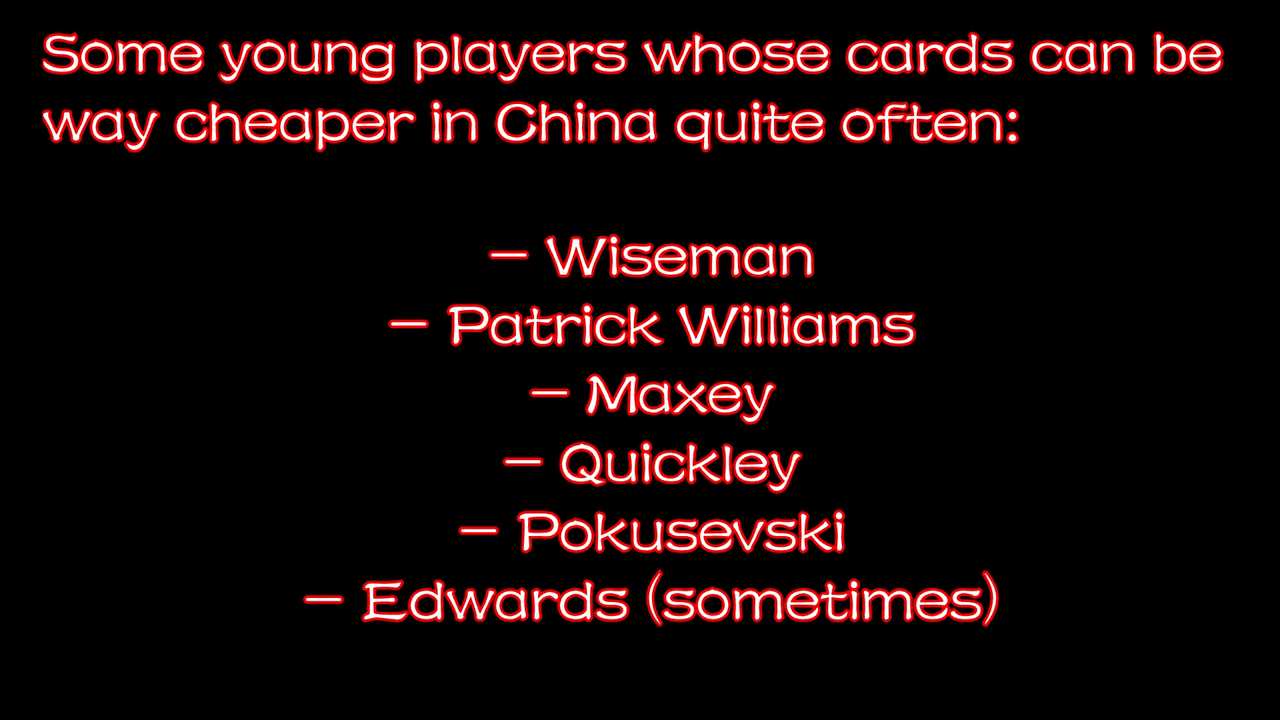 Some young players whose cards can be
way cheaper in China quite often:
– Wiseman
– Patrick Williams
– Maxey
– Quickley
– Pokusevski
– Edwards (sometimes)